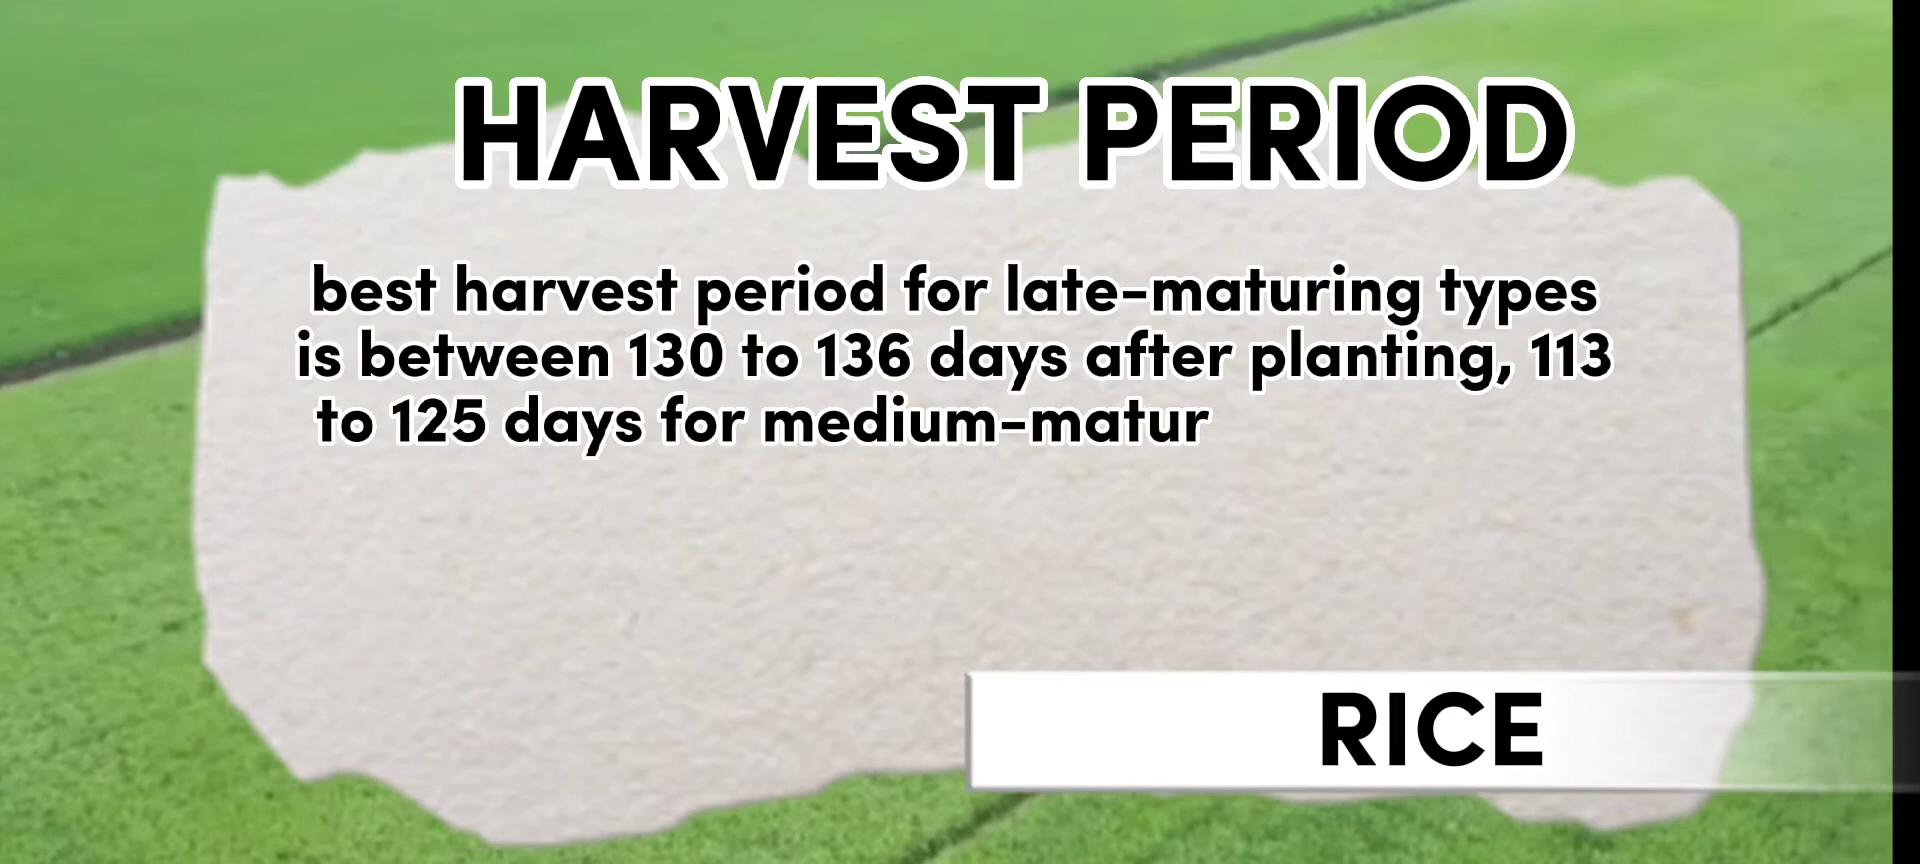 HARVEST PERIOD
best harvest period for late-maturing types
is between 130 to 136 days after planting, 113
to 125 days for medium-matur
RICE